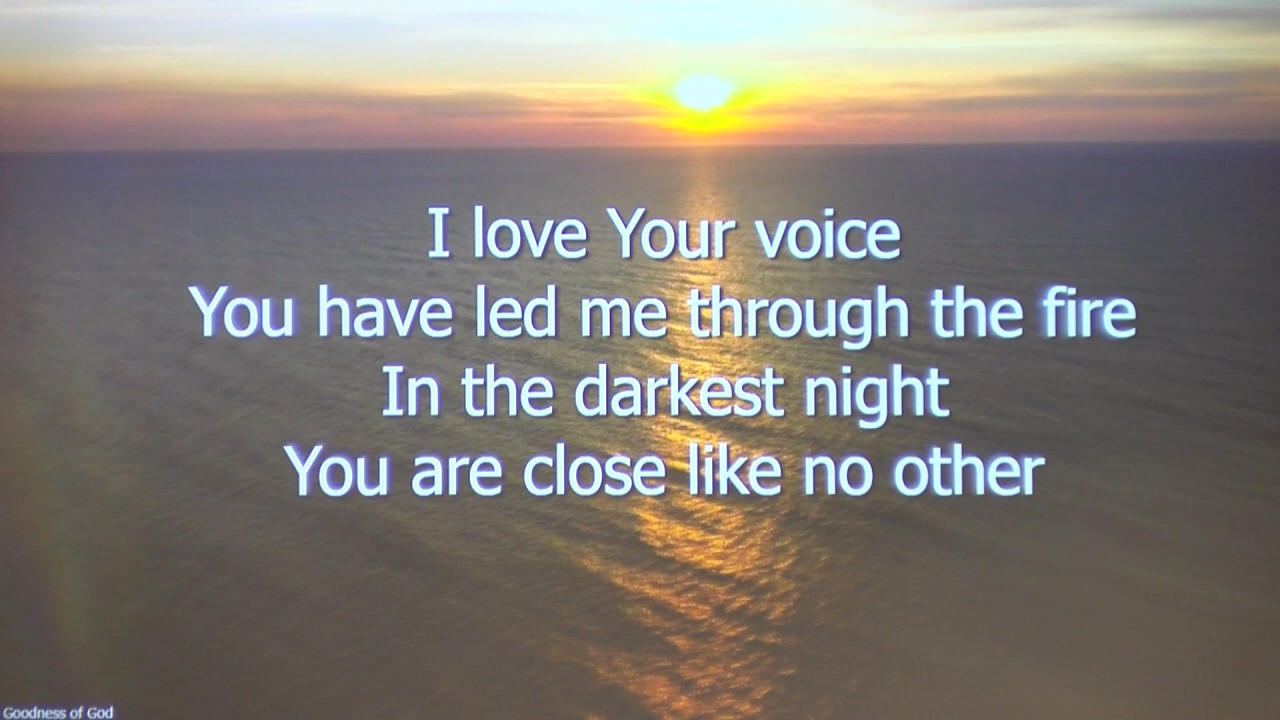 I love Your voice
You have led me through the fire
In the darkest night
You are close like no other
Goodness of God